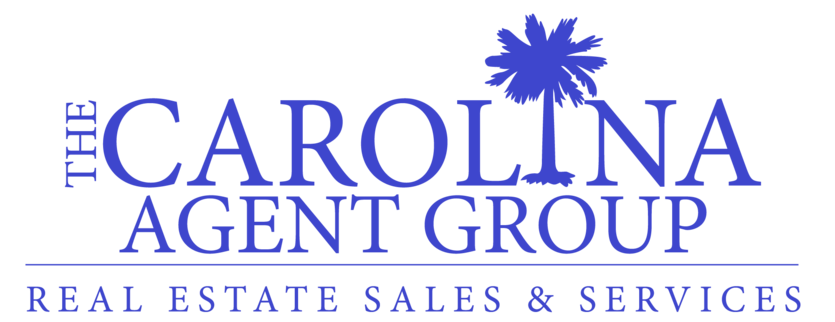 THE CAROLINA
AGENT GROUP
REAL ESTATE SALES & SERVICES